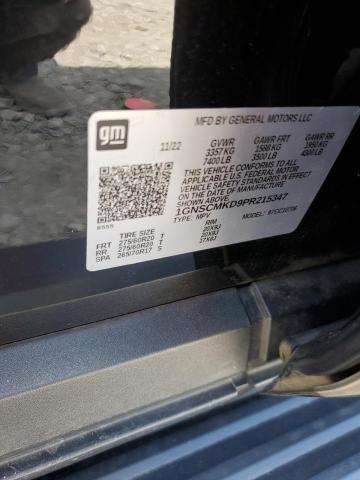 gm
MFD BY GENERAL MOTORS LLC
11/22 GVWR GAWR FRT GAWR RR
3357 KG 1588 KG 1950 KG
7400 LB 3500 LB 4300 LB
THIS VEHICLE CONFORMS TO ALL
APPLICABLE U.S. FEDERAL MOTOR
VEHICLE SAFETY STANDARDS IN EFFECT
ON THE DATE OF MANUFACTURE
SHOWN ABOVE.
1GNSCMKD9PR215347
TYPE: MPV MODEL:
TIRE SIZE RIM
FRT 275/60R20 T 20X9J
RR 275/60R20 T 20X9J
SPA 265/70R17 S 17X8J